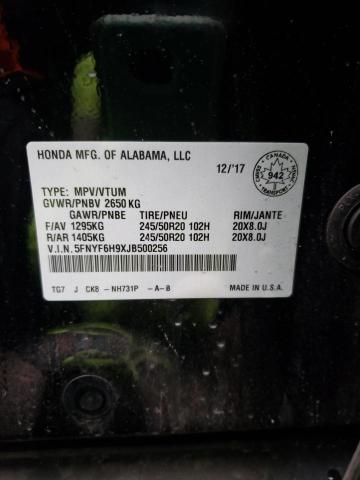 HONDA MFG. OF ALABAMA, LLC
12/'17
CANADA
942
TYPE: MPV/VTUM
GVWR/PNBV 2650 KG
GAWR/PNBE TIRE/PNEU RIM/JANTE
F/AV 1295KG 245/50R20 102H 20X8.0J
R/AR 1405KG 245/50R20 102H 20X8.0J
V.I.N. 5FNYF6H9XJB500256
TG7 J CK8 -NH731P -A-B MADE IN U.S.A.